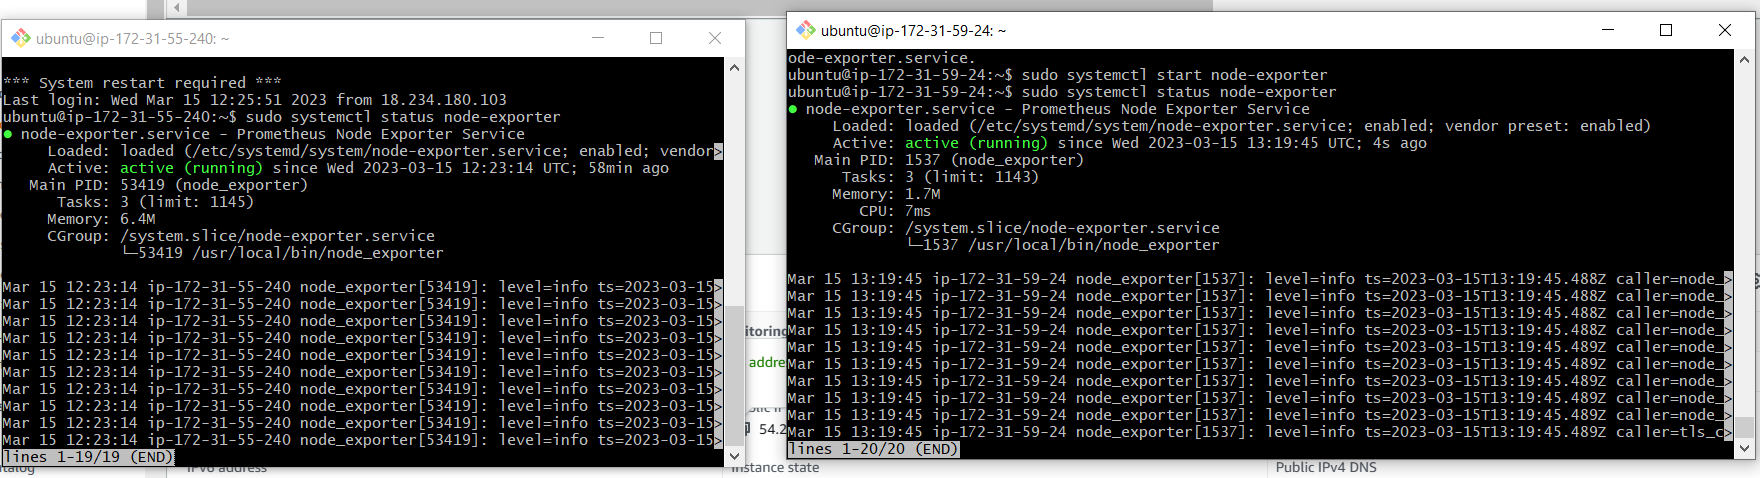 ubuntu@ip-172-31-55-240: ~
*** System restart required ***
Last login: Wed Mar 15 12:25:51 2023 from 18.234.180.103
ubuntu@ip-172-31-55-240:~$ sudo systemctl status node-exporter
● node-exporter.service - Prometheus Node Exporter Service
Loaded: loaded (/etc/systemd/system/node-exporter.service; enabled; vendor>
Active: active (running) since Wed 2023-03-15 12:23:14 UTC; 58min ago
Main PID: 53419 (node_exporter)
Tasks: 3 (limit: 1145)
Memory: 6.4M
CGroup: /system.slice/node-exporter.service
└─53419 /usr/local/bin/node_exporter
Mar 15 12:23:14 ip-172-31-55-240 node_exporter[53419]: level=info ts=2023-03-15>
Mar 15 12:23:14 ip-172-31-55-240 node_exporter[53419]: level=info ts=2023-03-15>
Mar 15 12:23:14 ip-172-31-55-240 node_exporter[53419]: level=info ts=2023-03-15>
Mar 15 12:23:14 ip-172-31-55-240 node_exporter[53419]: level=info ts=2023-03-15>
Mar 15 12:23:14 ip-172-31-55-240 node_exporter[53419]: level=info ts=2023-03-15>
Mar 15 12:23:14 ip-172-31-55-240 node_exporter[53419]: level=info ts=2023-03-15>
Mar 15 12:23:14 ip-172-31-55-240 node_exporter[53419]: level=info ts=2023-03-15>
Mar 15 12:23:14 ip-172-31-55-240 node_exporter[53419]: level=info ts=2023-03-15>
Mar 15 12:23:14 ip-172-31-55-240 node_exporter[53419]: level=info ts=2023-03-15>
Mar 15 12:23:14 ip-172-31-55-240 node_exporter[53419]: level=info ts=2023-03-15>
lines 1-19/19 (END)
ubuntu@ip-172-31-59-24: ~
ode-exporter.service.
ubuntu@ip-172-31-59-24:~$ sudo systemctl start node-exporter
ubuntu@ip-172-31-59-24:~$ sudo systemctl status node-exporter
● node-exporter.service - Prometheus Node Exporter Service
Loaded: loaded (/etc/systemd/system/node-exporter.service; enabled; vendor preset: enabled)
Active: active (running) since Wed 2023-03-15 13:19:45 UTC; 4s ago
Main PID: 1537 (node_exporter)
Tasks: 3 (limit: 1143)
Memory: 1.7M
CPU: 7ms
CGroup: /system.slice/node-exporter.service
└─1537 /usr/local/bin/node_exporter
Mar 15 13:19:45 ip-172-31-59-24 node_exporter[1537]: level=info ts=2023-03-15T13:19:45.488Z caller=node_>
Mar 15 13:19:45 ip-172-31-59-24 node_exporter[1537]: level=info ts=2023-03-15T13:19:45.488Z caller=node_>
Mar 15 13:19:45 ip-172-31-59-24 node_exporter[1537]: level=info ts=2023-03-15T13:19:45.488Z caller=node_>
Mar 15 13:19:45 ip-172-31-59-24 node_exporter[1537]: level=info ts=2023-03-15T13:19:45.488Z caller=node_>
Mar 15 13:19:45 ip-172-31-59-24 node_exporter[1537]: level=info ts=2023-03-15T13:19:45.489Z caller=node_>
Mar 15 13:19:45 ip-172-31-59-24 node_exporter[1537]: level=info ts=2023-03-15T13:19:45.489Z caller=node_>
Mar 15 13:19:45 ip-172-31-59-24 node_exporter[1537]: level=info ts=2023-03-15T13:19:45.489Z caller=node_>
Mar 15 13:19:45 ip-172-31-59-24 node_exporter[1537]: level=info ts=2023-03-15T13:19:45.489Z caller=node_>
Mar 15 13:19:45 ip-172-31-59-24 node_exporter[1537]: level=info ts=2023-03-15T13:19:45.489Z caller=node_>
Mar 15 13:19:45 ip-172-31-59-24 node_exporter[1537]: level=info ts=2023-03-15T13:19:45.489Z caller=tls_c>
lines 1-20/20 (END)
itoring
addre
54.2
IPv6 address
Instance state
Public IPv4 DNS